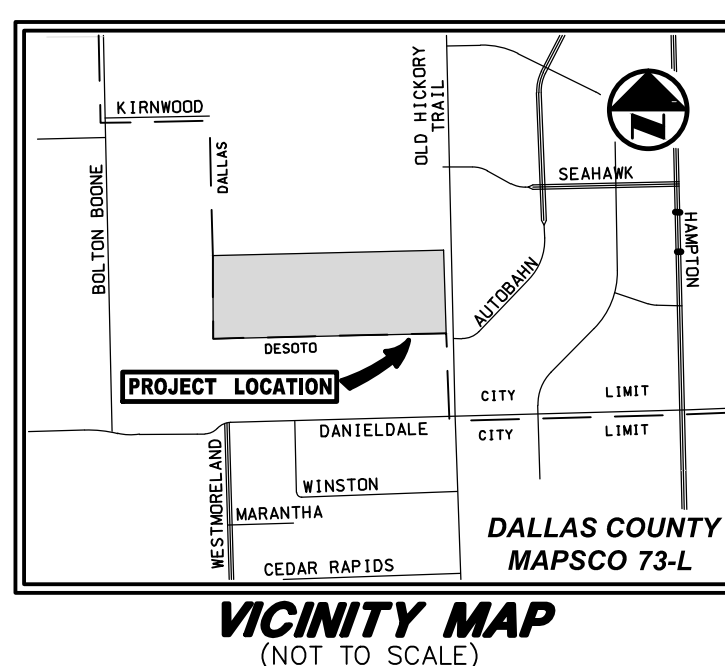 KIRNWOOD
BOLTON BOONE
DALLAS
OLD HICKORY
TRAIL
N
SEAHAWK
HAMPTON
AUTOBAHN
DESOTO
PROJECT LOCATION
CITY LIMIT
CITY LIMIT
DANIELDALE
WESTMORELAND
WINSTON
MARANTHA
CEDAR RAPIDS
DALLAS COUNTY
MAPSCO 73-L
VICINITY MAP
(NOT TO SCALE)